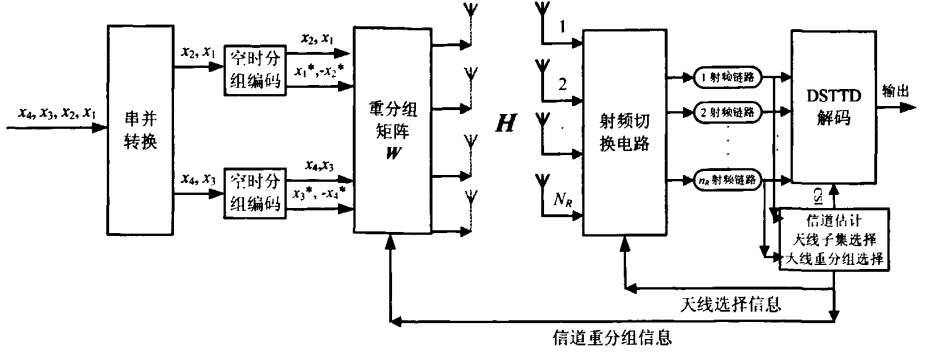 x4, x3, x2, x1
串并
转换
x2, x1
x4, x3
空时分
组编码
空时分
组编码
x2, x1
x1*, -x2*
x4, x3
x3*, -x4*
重分组
矩阵
W
H
1
2
NR
射频切
换电路
1 射频链路
2 射频链路
nR 射频链路
DSTTD
解码
输出
CSI
信道估计
天线子集选择
天线重分组选择
天线选择信息
信道重分组信息